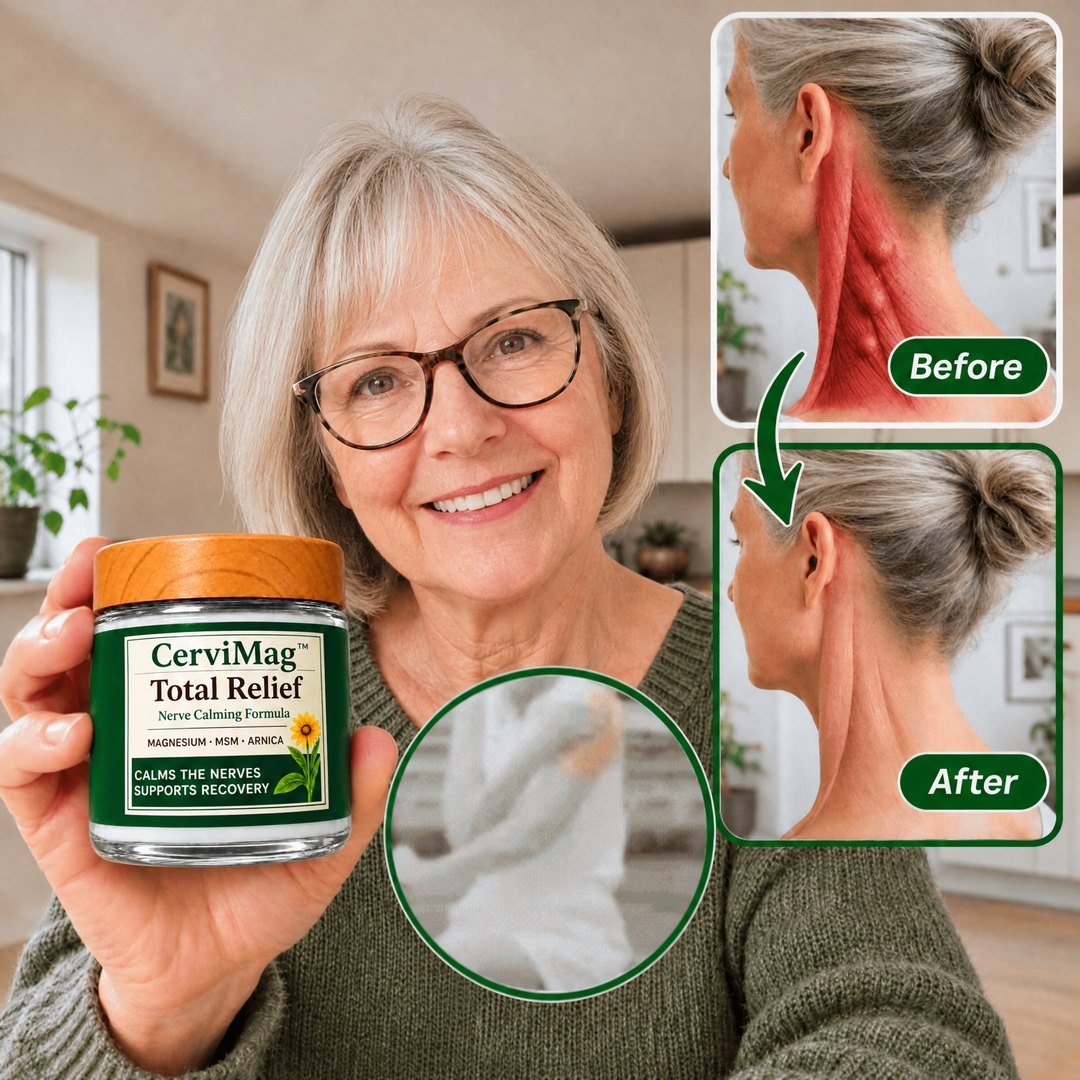 CerviMag™
Total Relief
Nerve Calming Formula
MAGNESIUM · MSM · ARNICA
CALMS THE NERVES
SUPPORTS RECOVERY
Before
After